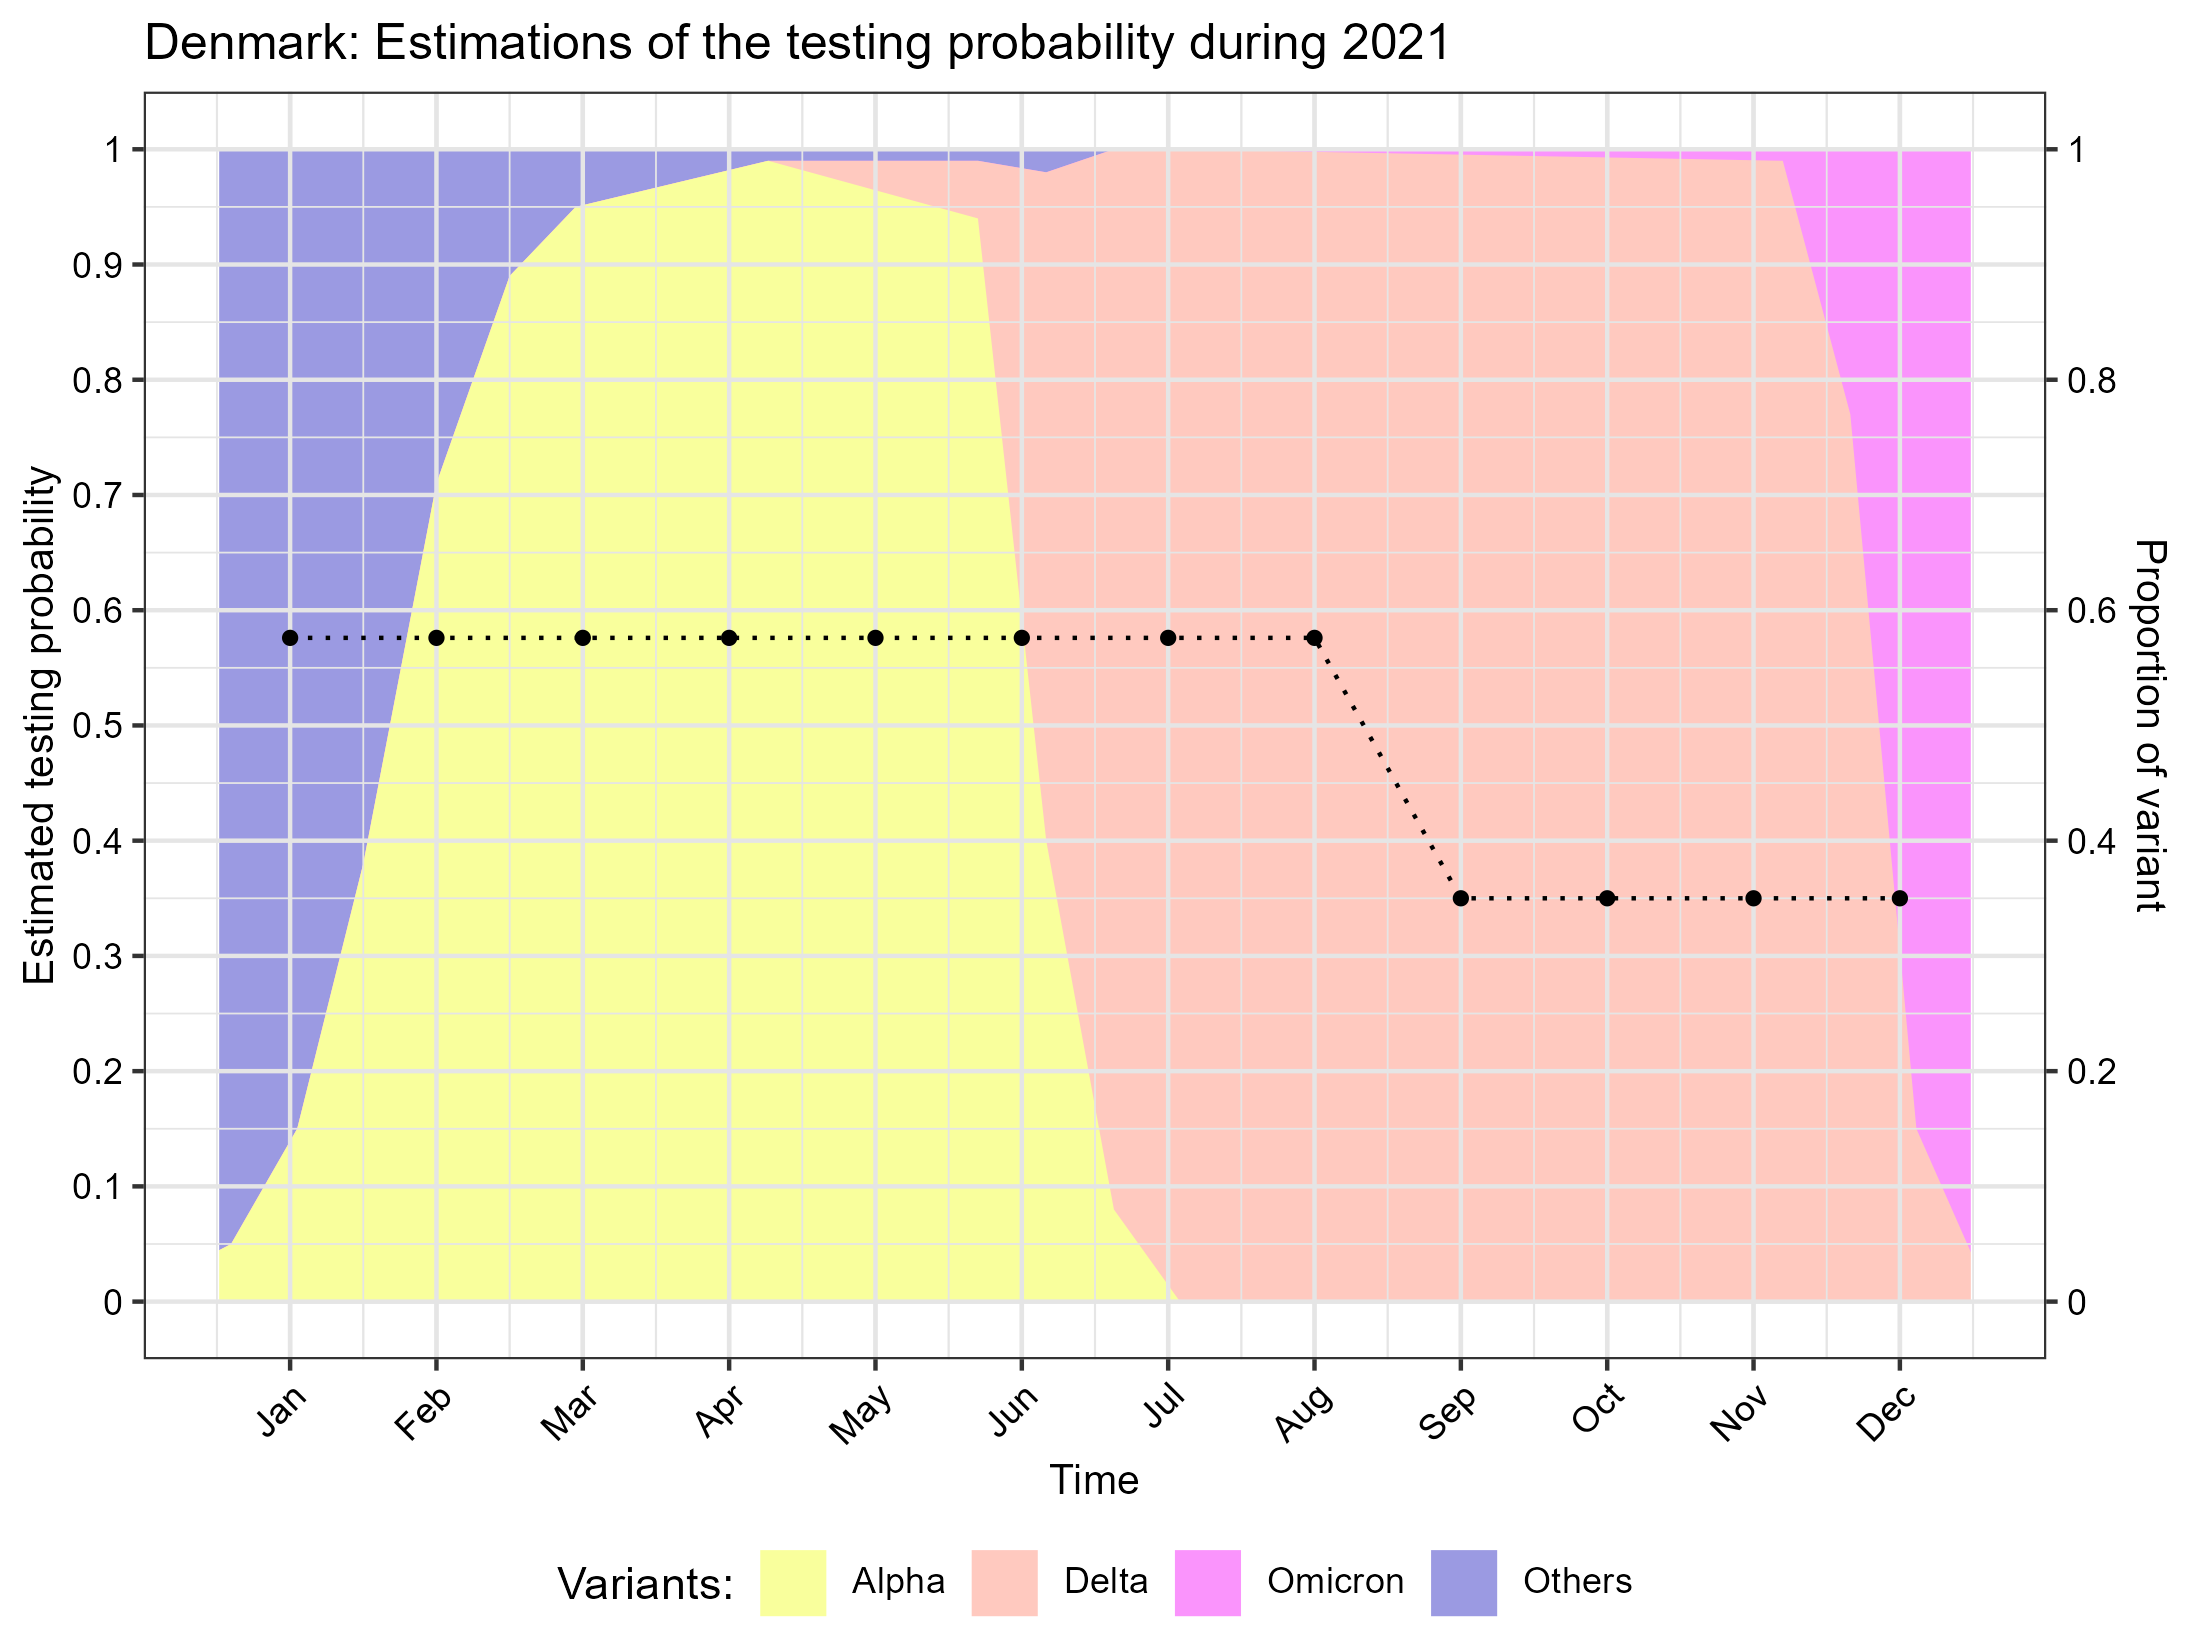 Denmark: Estimations of the testing probability during 2021
Estimated testing probability
1
0.9
0.8
0.7
0.6
0.5
0.4
0.3
0.2
0.1
0
1
0.8
0.6
0.4
0.2
0
Proportion of variant
Jan Feb Mar Apr May Jun Jul Aug Sep Oct Nov Dec
Time
Variants: Alpha Delta Omicron Others